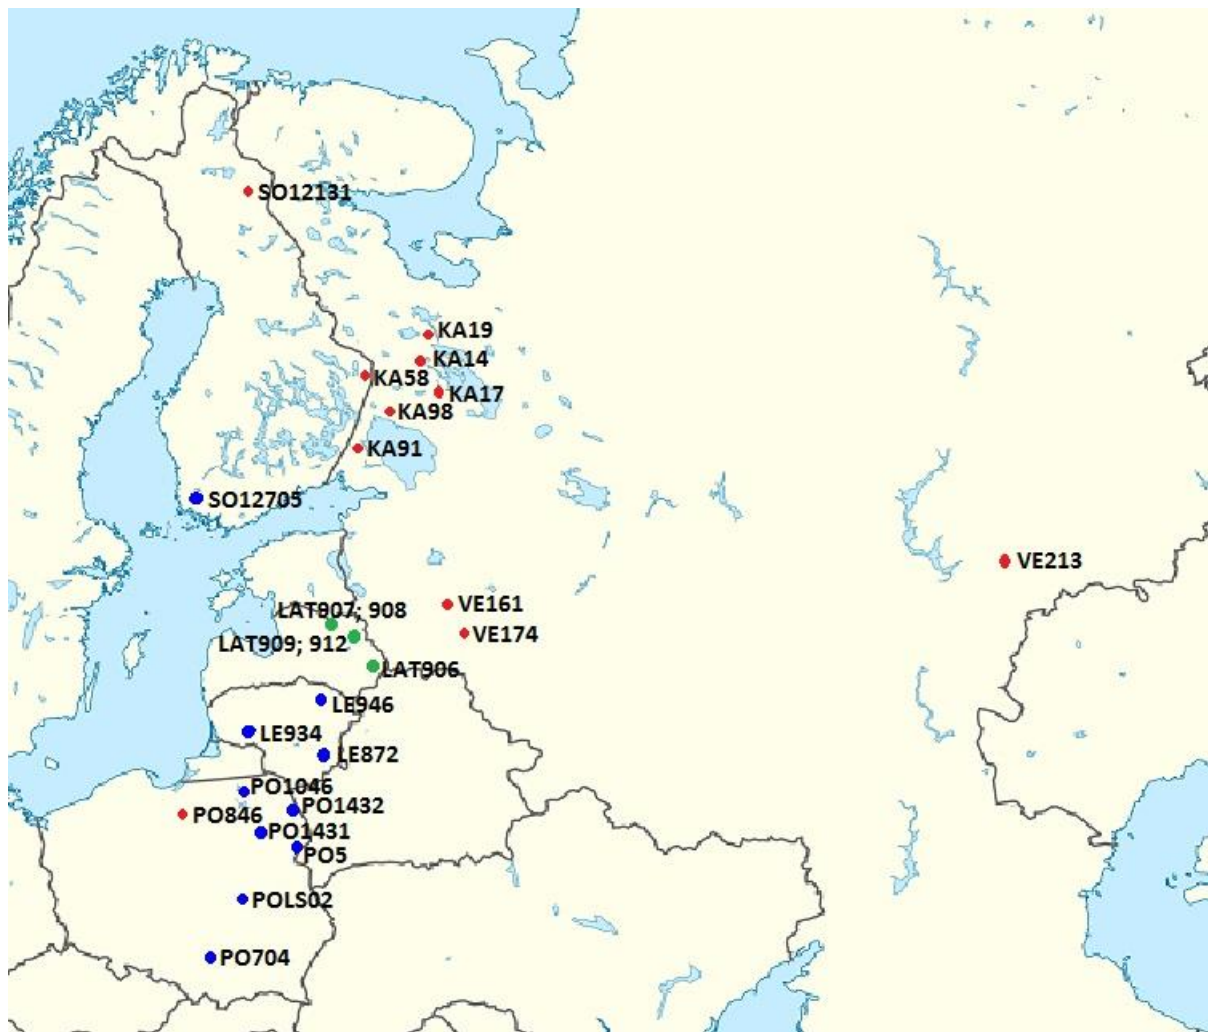 SO12131
KA19
KA14
KA58
KA17
KA98
KA91
SO12705
VE213
VE161
LAT907; 908
VE174
LAT909; 912
LAT906
LE946
LE934
LE872
PO1046
PO1432
PO846
PO1431
PO5
POLS02
PO704